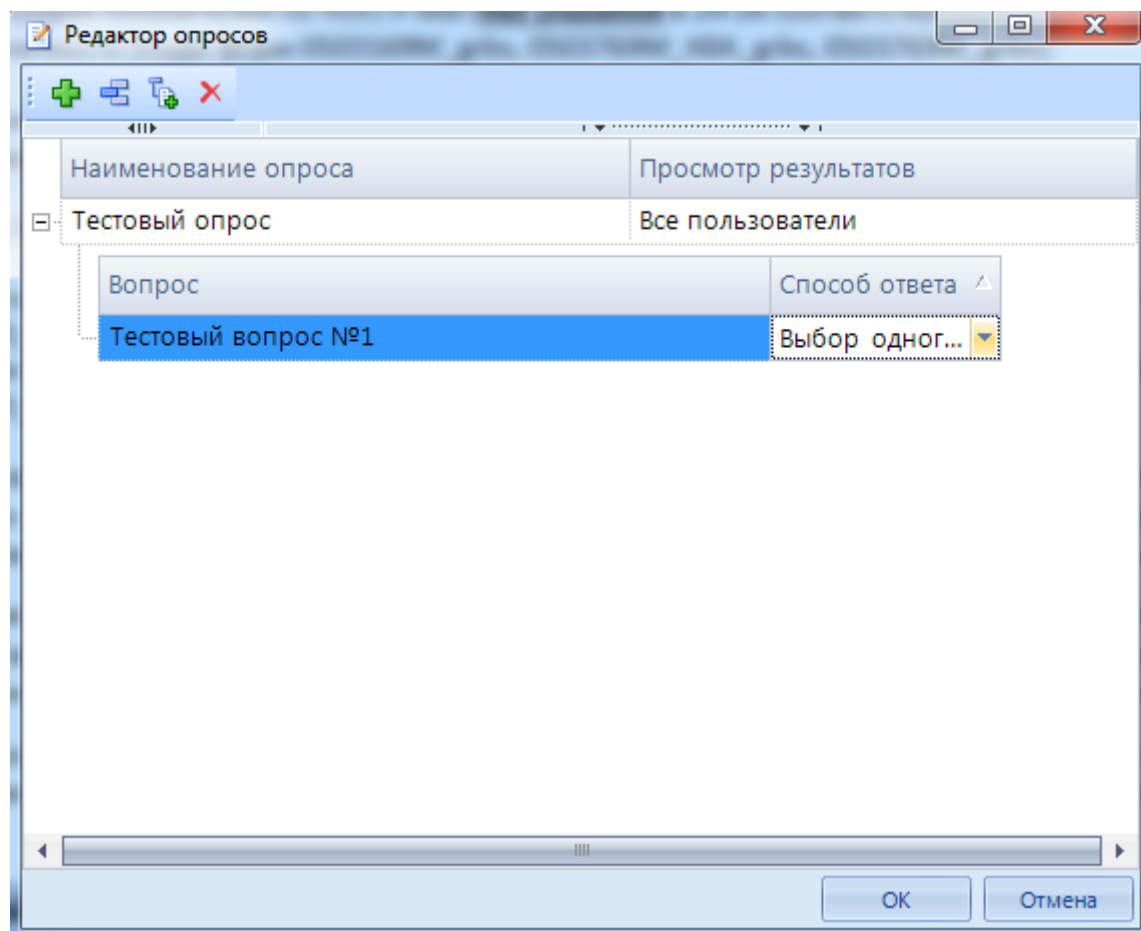 Редактор опросов
Наименование опроса Просмотр результатов
Тестовый опрос Все пользователи
Вопрос Способ ответа
Тестовый вопрос №1 Выбор одног...
ОК Отмена